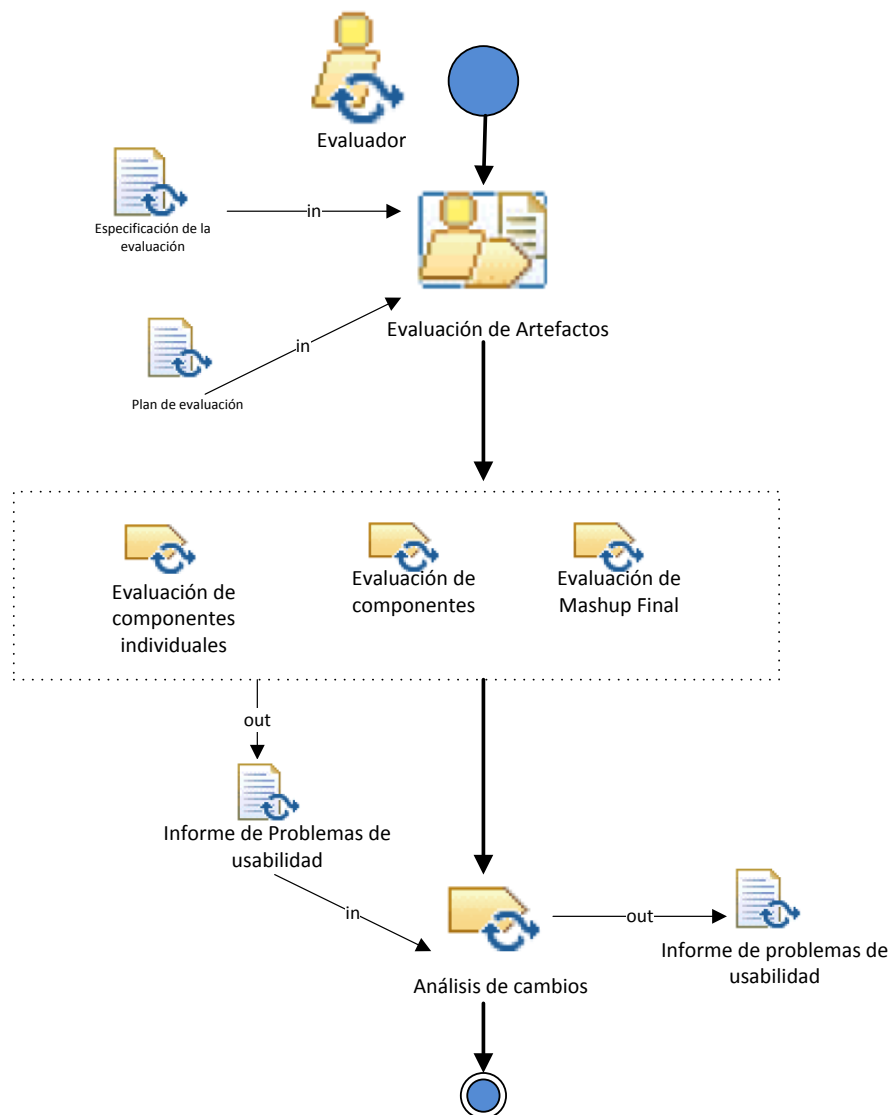 Evaluador
in
Especificación de la
evaluación
in
Evaluación de Artefactos
Plan de evaluación
Evaluación de
componentes
individuales
Evaluación de
componentes
Evaluación de
Mashup Final
out
Informe de Problemas de
usabilidad
in
out
Informe de problemas de
usabilidad
Análisis de cambios